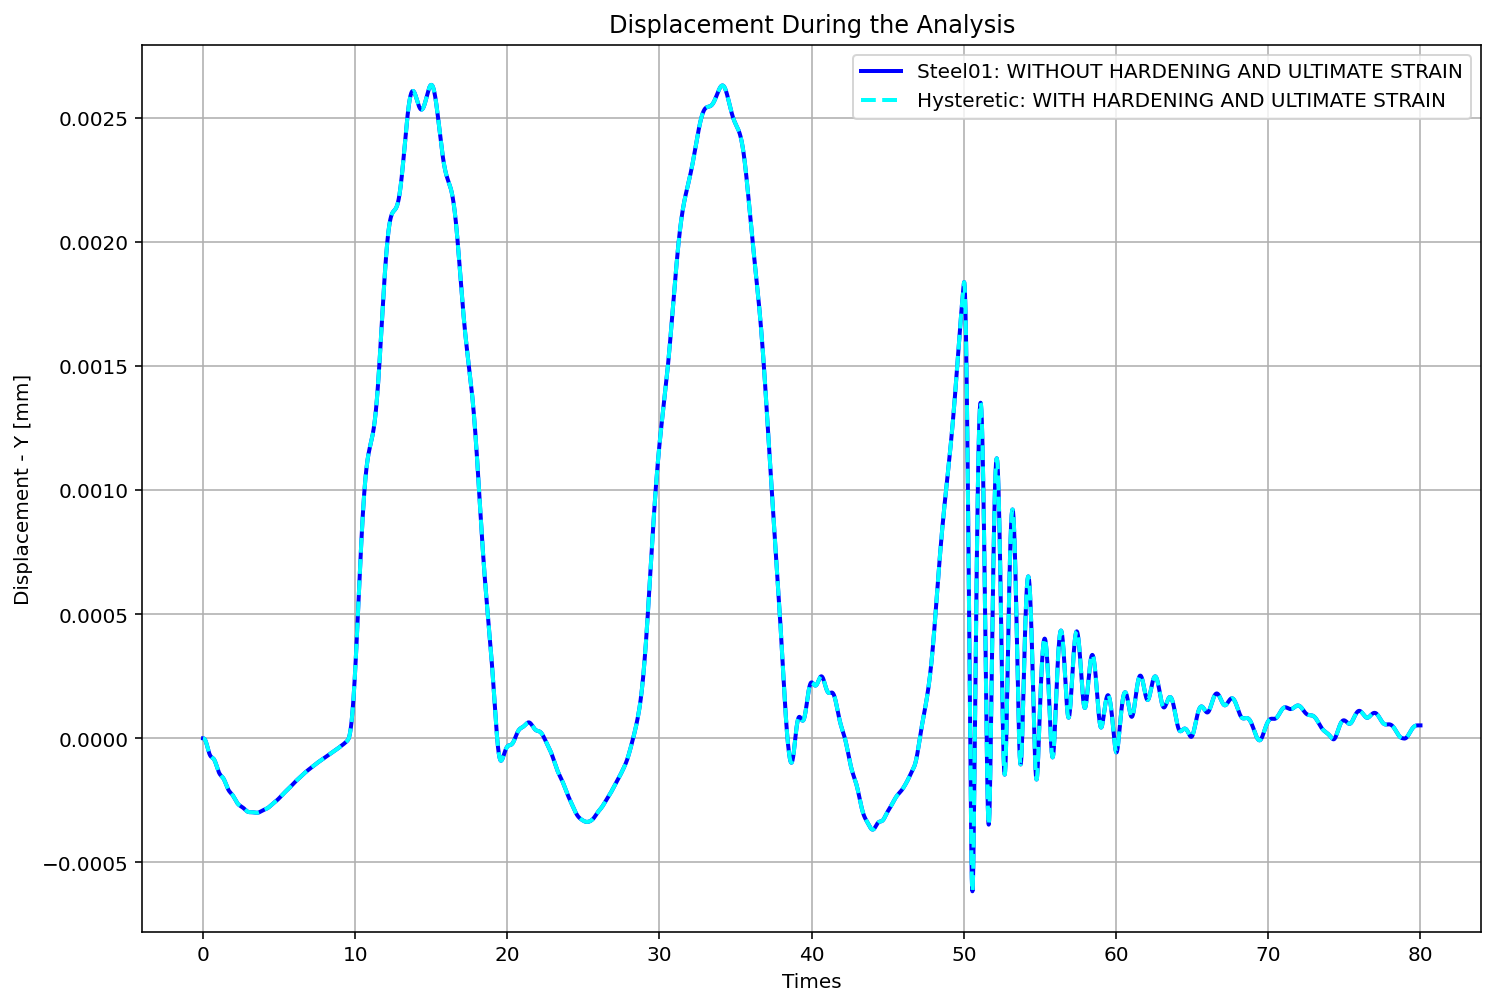 Displacement During the Analysis
Steel01: WITHOUT HARDENING AND ULTIMATE STRAIN
Hysteretic: WITH HARDENING AND ULTIMATE STRAIN
Displacement - Y [mm]
0.0025
0.0020
0.0015
0.0010
0.0005
0.0000
−0.0005
0 10 20 30 40 50 60 70 80
Times